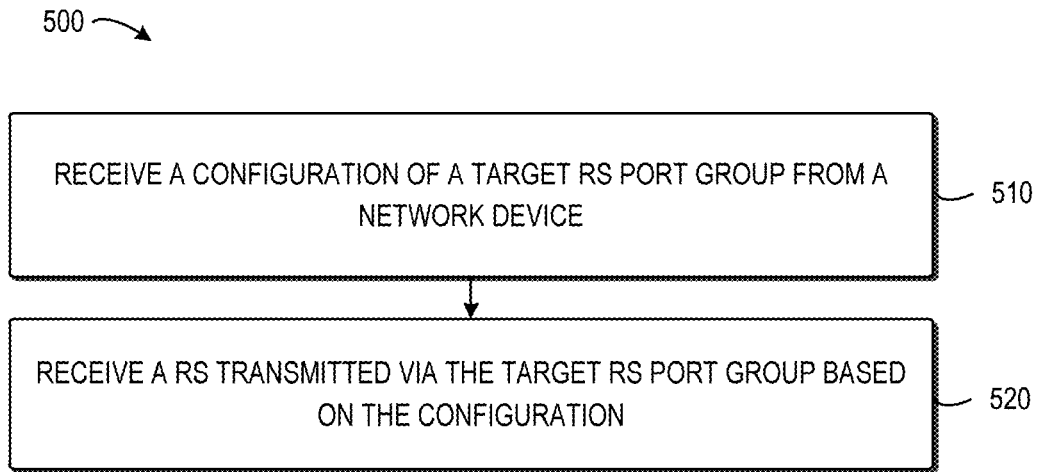 500
RECEIVE A CONFIGURATION OF A TARGET RS PORT GROUP FROM A
NETWORK DEVICE
510
RECEIVE A RS TRANSMITTED VIA THE TARGET RS PORT GROUP BASED
ON THE CONFIGURATION
520